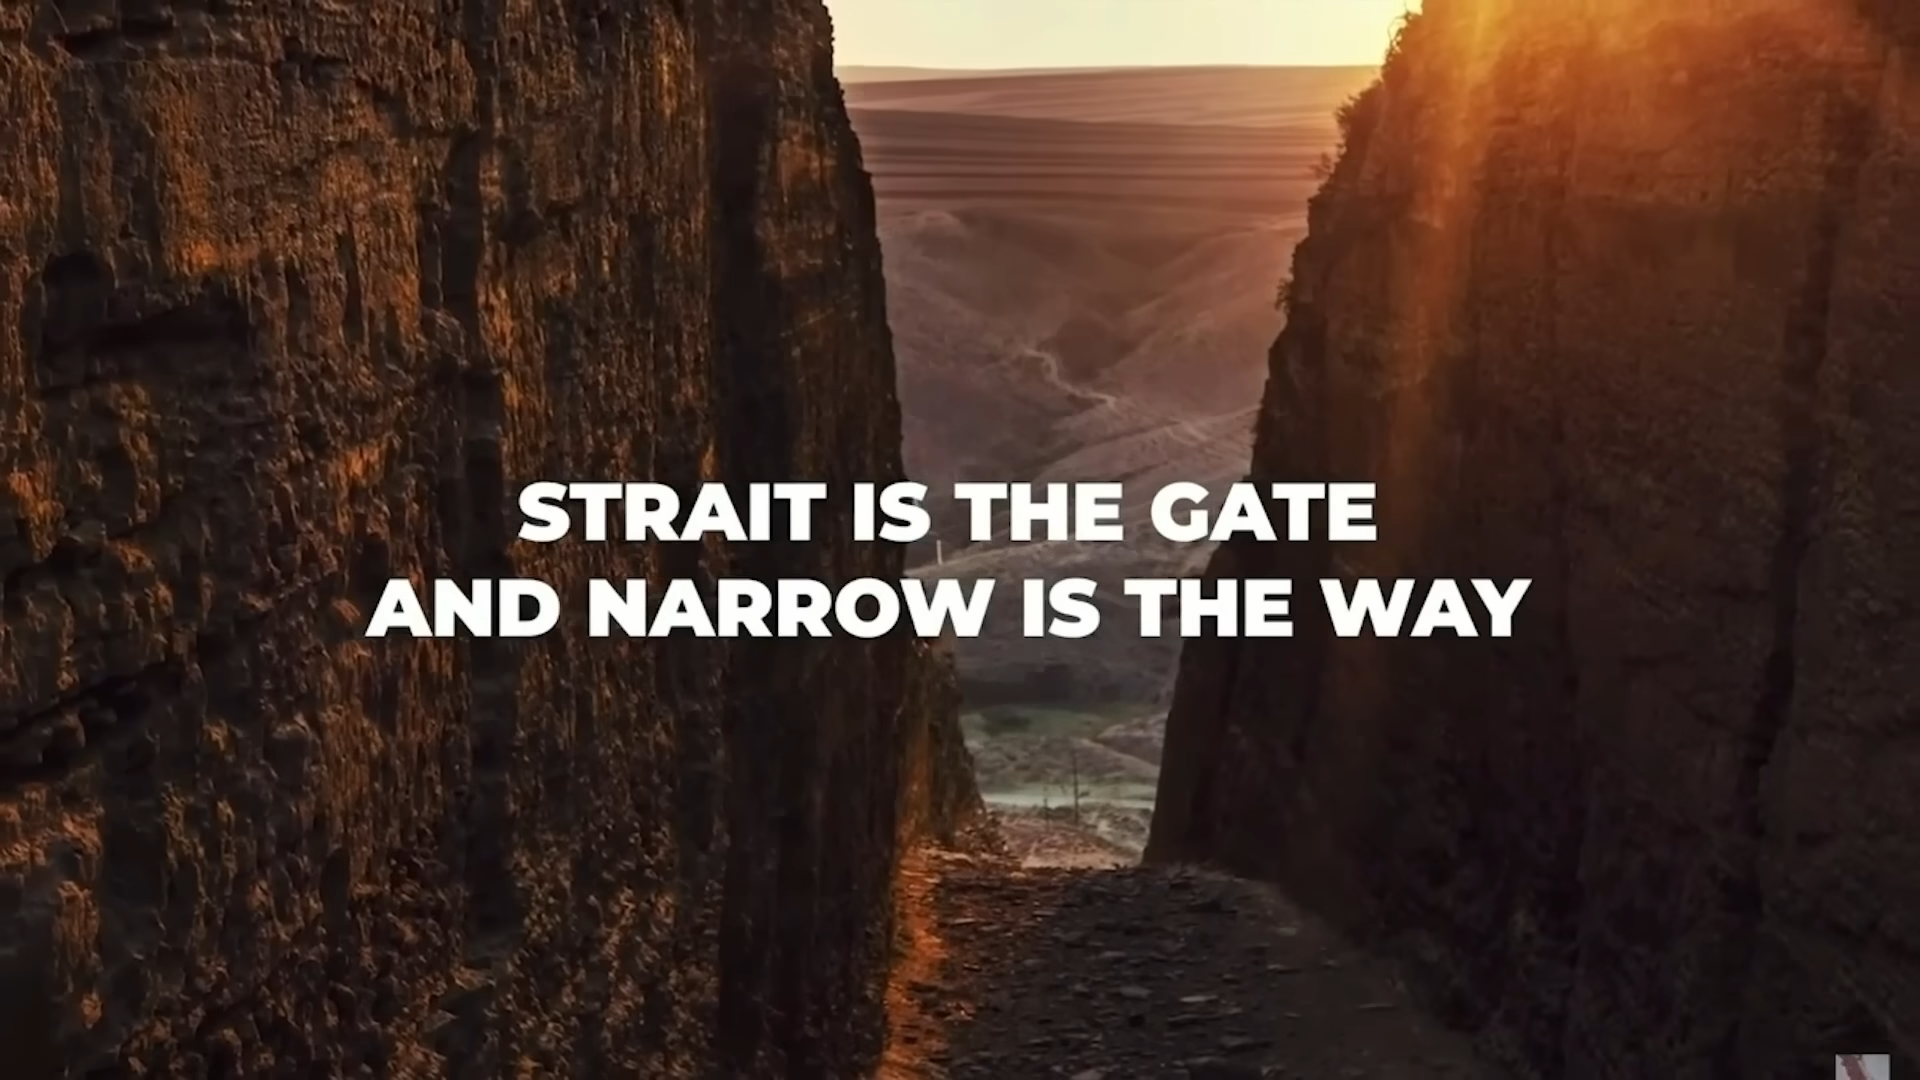 STRAIT IS THE GATE
AND NARROW IS THE WAY